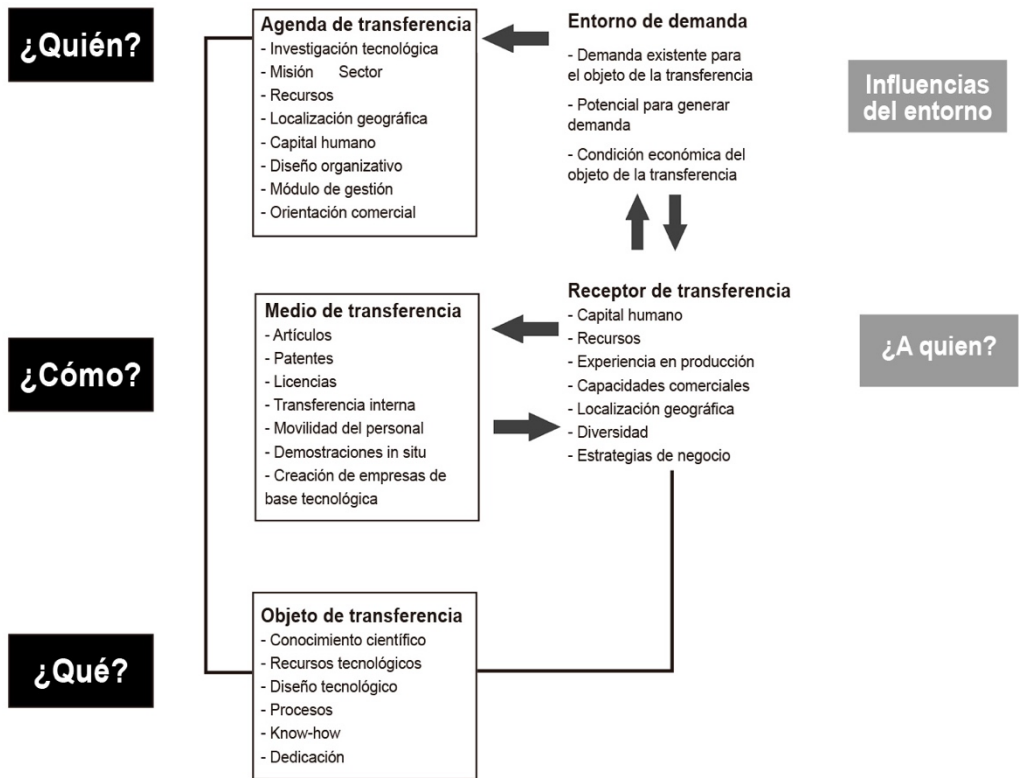 ¿Quién?
Agenda de transferencia
- Investigación tecnológica
- Misión Sector
- Recursos
- Localización geográfica
- Capital humano
- Diseño organizativo
- Módulo de gestión
- Orientación comercial
Entorno de demanda
- Demanda existente para
el objeto de la transferencia
- Potencial para generar
demanda
- Condición económica del
objeto de la transferencia
Influencias
del entorno
¿Cómo?
Medio de transferencia
- Artículos
- Patentes
- Licencias
- Transferencia interna
- Movilidad del personal
- Demostraciones in situ
- Creación de empresas de
base tecnológica
Receptor de transferencia
- Capital humano
- Recursos
- Experiencia en producción
- Capacidades comerciales
- Localización geográfica
- Diversidad
- Estrategias de negocio
¿A quien?
¿Qué?
Objeto de transferencia
- Conocimiento científico
- Recursos tecnológicos
- Diseño tecnológico
- Procesos
- Know-how
- Dedicación